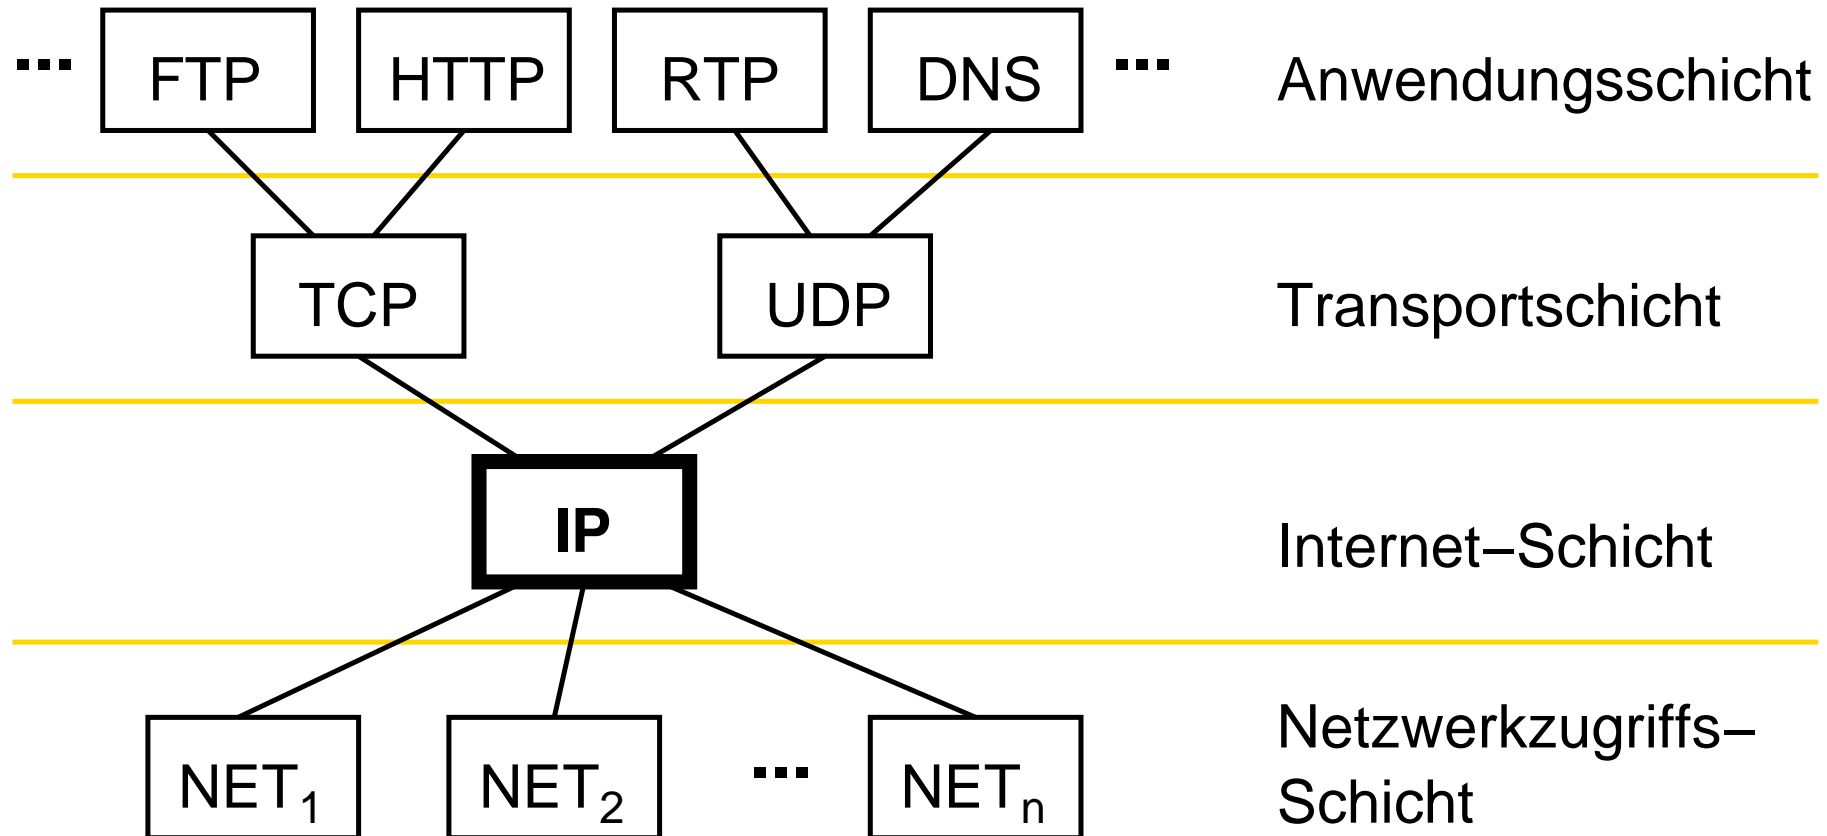 ... FTP HTTP RTP DNS ... Anwendungsschicht
TCP UDP Transportschicht
IP Internet–Schicht
NET1 NET2 ... NETn Netzwerkzugriffs–
Schicht